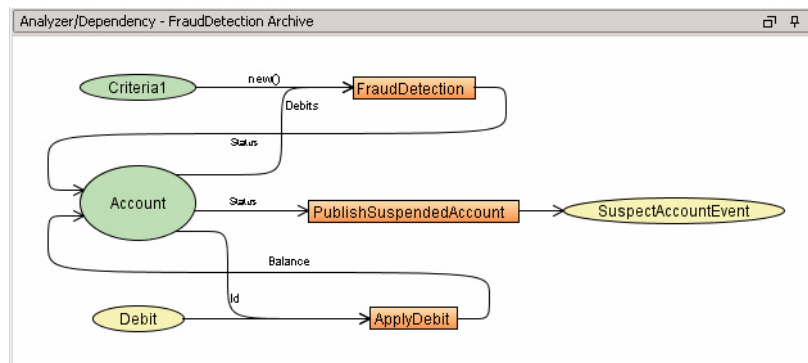 Analyzer/Dependency - FraudDetection Archive
Criteria1
new()
FraudDetection
Debits
Status
Account
Status
PublishSuspendedAccount
SuspectAccountEvent
Balance
Id
Debit
ApplyDebit